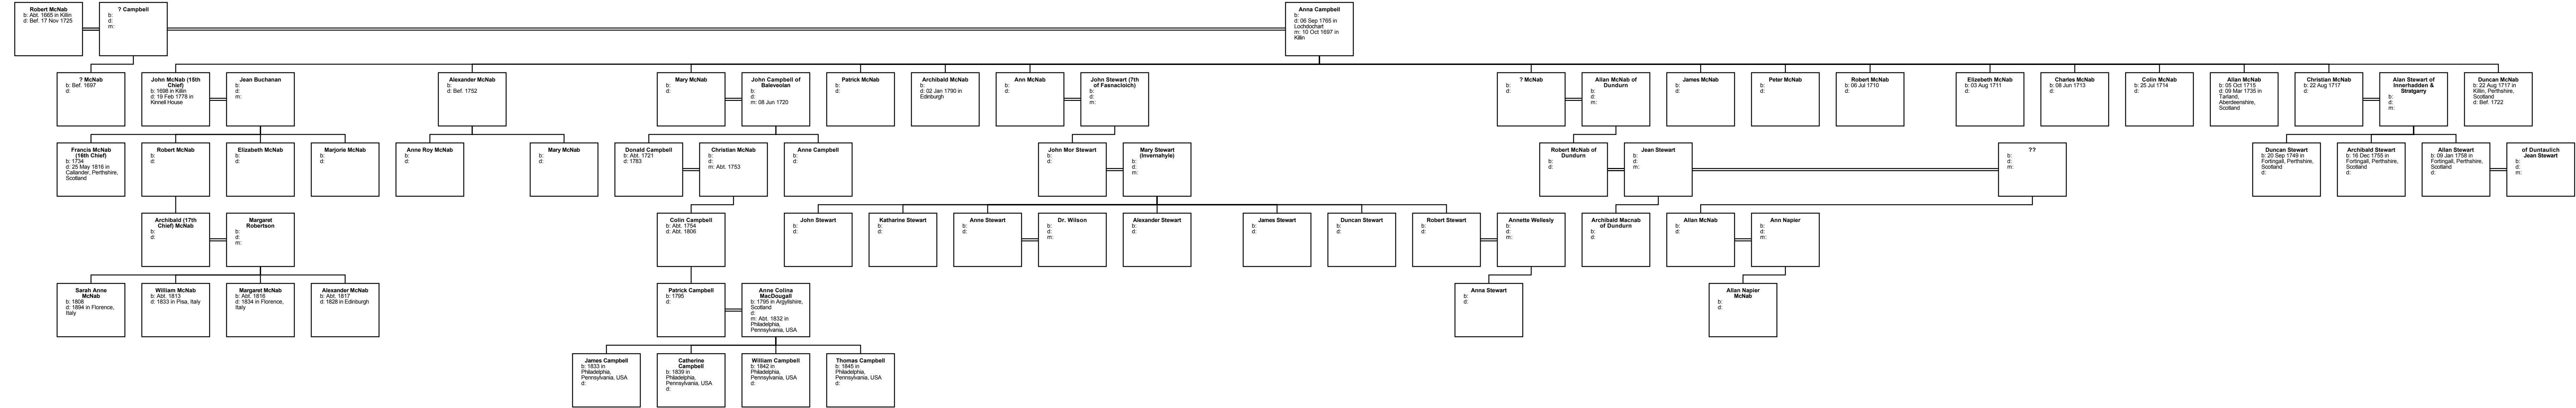 Robert McNab
b: Abt. 1665 in Killin
d: Bef. 17 Nov 1725
? Campbell
b:
d:
m:
Anna Campbell
b:
d: 06 Sep 1765 in
Lochdochart
m: 10 Oct 1697 in
Killin
? McNab
b: Bef. 1697
d:
John McNab (15th
Chief)
b: 1698 in Killin
d: 19 Feb 1778 in
Kinnell House
Jean Buchanan
b:
d:
m:
Alexander McNab
b:
d: Bef. 1752
Mary McNab
b:
d:
John Campbell of
Baleveolan
b:
d:
m: 08 Jun 1720
Patrick McNab
b:
d:
Archibald McNab
b:
d: 02 Jan 1790 in
Edinburgh
Ann McNab
b:
d:
John Stewart (7th
of Fasnacloich)
b:
d:
m:
? McNab
b:
d:
Allan McNab of
Dundurn
b:
d:
m:
James McNab
b:
d:
Peter McNab
b:
d:
Robert McNab
b: 06 Jul 1710
d:
Elizabeth McNab
b: 03 Aug 1711
d:
Charles McNab
b: 08 Jun 1713
d:
Colin McNab
b: 25 Jul 1714
d:
Allan McNab
b: 05 Oct 1715
d: 09 Mar 1735 in
Tarland,
Aberdeenshire,
Scotland
Christian McNab
b: 22 Aug 1717
d:
Alan Stewart of
Innerhadden &
Stratgarry
b:
d:
m:
Duncan McNab
b: 22 Aug 1717 in
Killin, Perthshire,
Scotland
d: Bef. 1722
Francis McNab
(16th Chief)
b: 1734
d: 25 May 1816 in
Callander, Perthshire,
Scotland
Robert McNab
b:
d:
Elizabeth McNab
b:
d:
Marjorie McNab
b:
d:
Anne Roy McNab
b:
d:
Mary McNab
b:
d:
Donald Campbell
b: Abt. 1721
d: 1783
Christian McNab
b:
d:
m: Abt. 1753
Anne Campbell
b:
d:
John Mor Stewart
b:
d:
Mary Stewart
(Invernahyle)
b:
d:
m:
Robert McNab of
Dundurn
b:
d:
Jean Stewart
b:
d:
m:
??
b:
d:
m:
Duncan Stewart
b: 20 Sep 1749 in
Fortingall, Perthshire,
Scotland
d:
Archibald Stewart
b: 16 Dec 1755 in
Fortingall, Perthshire,
Scotland
d:
Allan Stewart
b: 09 Jan 1758 in
Fortingall, Perthshire,
Scotland
d:
of Duntaulich
Jean Stewart
b:
d:
m:
Archibald (17th
Chief) McNab
b:
d:
Margaret
Robertson
b:
d:
m:
Colin Campbell
b: Abt. 1754
d: Abt. 1806
John Stewart
b:
d:
Katharine Stewart
b:
d:
Anne Stewart
b:
d:
Dr. Wilson
b:
d:
m:
Alexander Stewart
b:
d:
James Stewart
b:
d:
Duncan Stewart
b:
d:
Robert Stewart
b:
d:
Annette Wellesly
b:
d:
m:
Archibald Macnab
of Dundurn
b:
d:
Allan McNab
b:
d:
Ann Napier
b:
d:
m:
Sarah Anne
McNab
b: 1808
d: 1894 in Florence,
Italy
William McNab
b: Abt. 1813
d: 1833 in Pisa, Italy
Margaret McNab
b: Abt. 1816
d: 1834 in Florence,
Italy
Alexander McNab
b: Abt. 1817
d: 1828 in Edinburgh
Patrick Campbell
b: 1795
d:
Anne Colina
MacDougall
b: 1795 in Argyllshire,
Scotland
d:
m: Abt. 1832 in
Philadelphia,
Pennsylvania, USA
Anna Stewart
b:
d:
Allan Napier
McNab
b:
d:
James Campbell
b: 1833 in
Philadelphia,
Pennsylvania, USA
d:
Catherine
Campbell
b: 1839 in
Philadelphia,
Pennsylvania, USA
d:
William Campbell
b: 1842 in
Philadelphia,
Pennsylvania, USA
d:
Thomas Campbell
b: 1845 in
Philadelphia,
Pennsylvania, USA
d: